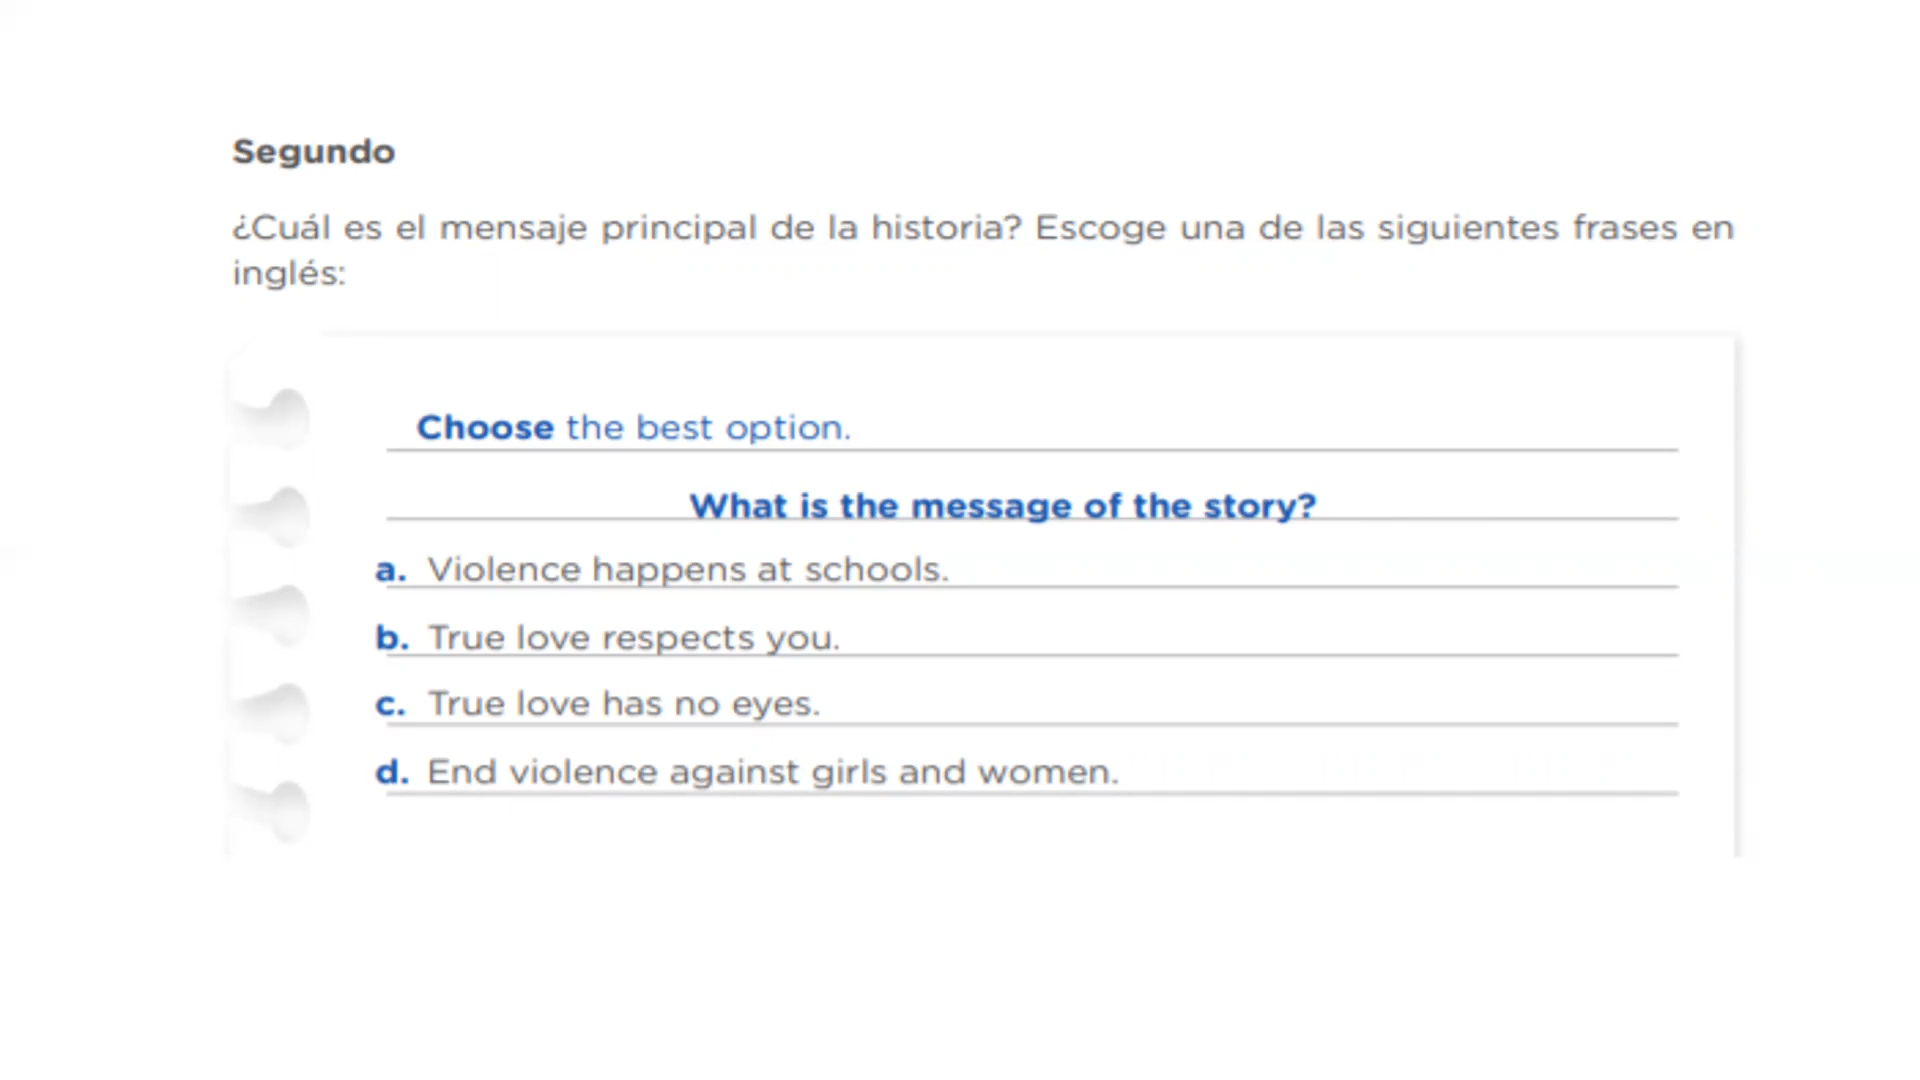 Segundo
¿Cuál es el mensaje principal de la historia? Escoge una de las siguientes frases en
inglés:
Choose the best option.
What is the message of the story?
a. Violence happens at schools.
b. True love respects you.
c. True love has no eyes.
d. End violence against girls and women.